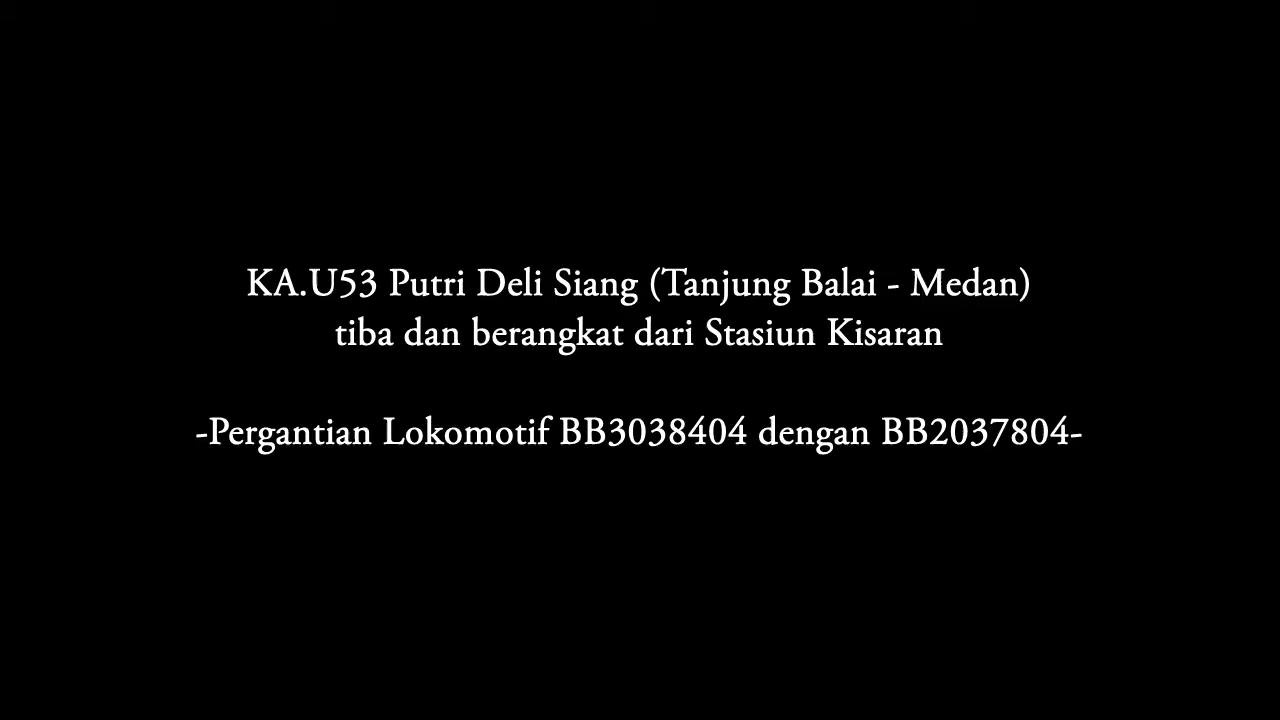 KA.U53 Putri Deli Siang (Tanjung Balai - Medan)
tiba dan berangkat dari Stasiun Kisaran
-Pergantian Lokomotif BB3038404 dengan BB2037804-